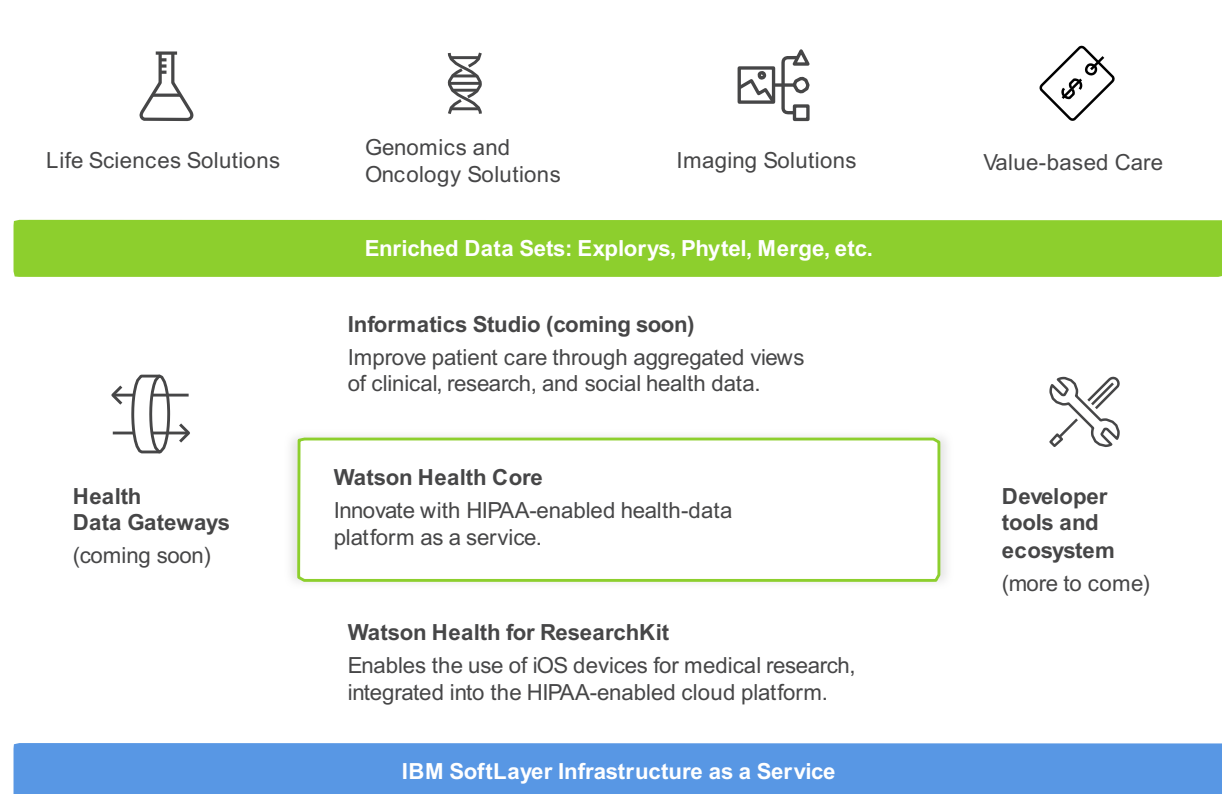 Life Sciences Solutions
Genomics and
Oncology Solutions
Imaging Solutions
Value-based Care
Enriched Data Sets: Explorys, Phytel, Merge, etc.
Informatics Studio (coming soon)
Improve patient care through aggregated views
of clinical, research, and social health data.
Health
Data Gateways
(coming soon)
Watson Health Core
Innovate with HIPAA-enabled health-data
platform as a service.
Developer
tools and
ecosystem
(more to come)
Watson Health for ResearchKit
Enables the use of iOS devices for medical research,
integrated into the HIPAA-enabled cloud platform.
IBM SoftLayer Infrastructure as a Service